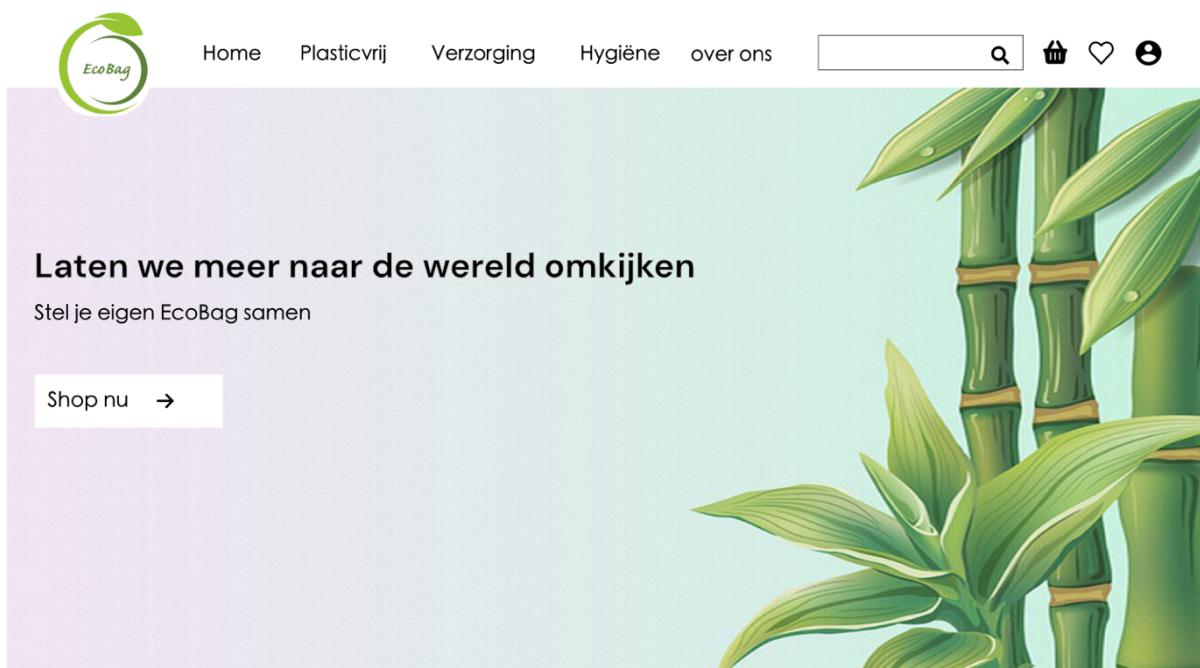 EcoBag
Home Plasticvrij Verzorging Hygiëne over ons
Laten we meer naar de wereld omkijken
Stel je eigen EcoBag samen
Shop nu →